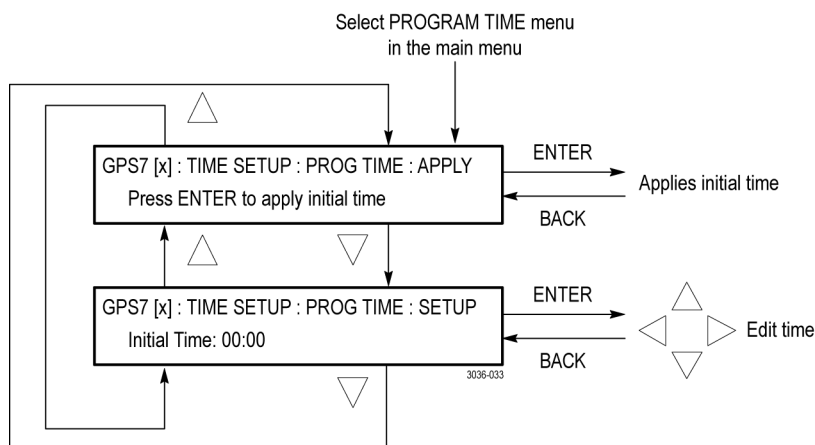 Select PROGRAM TIME menu
in the main menu
GPS7 [x] : TIME SETUP : PROG TIME : APPLY
Press ENTER to apply initial time
ENTER
Applies initial time
BACK
GPS7 [x] : TIME SETUP : PROG TIME : SETUP
Initial Time: 00:00
ENTER
Edit time
BACK
3036-033